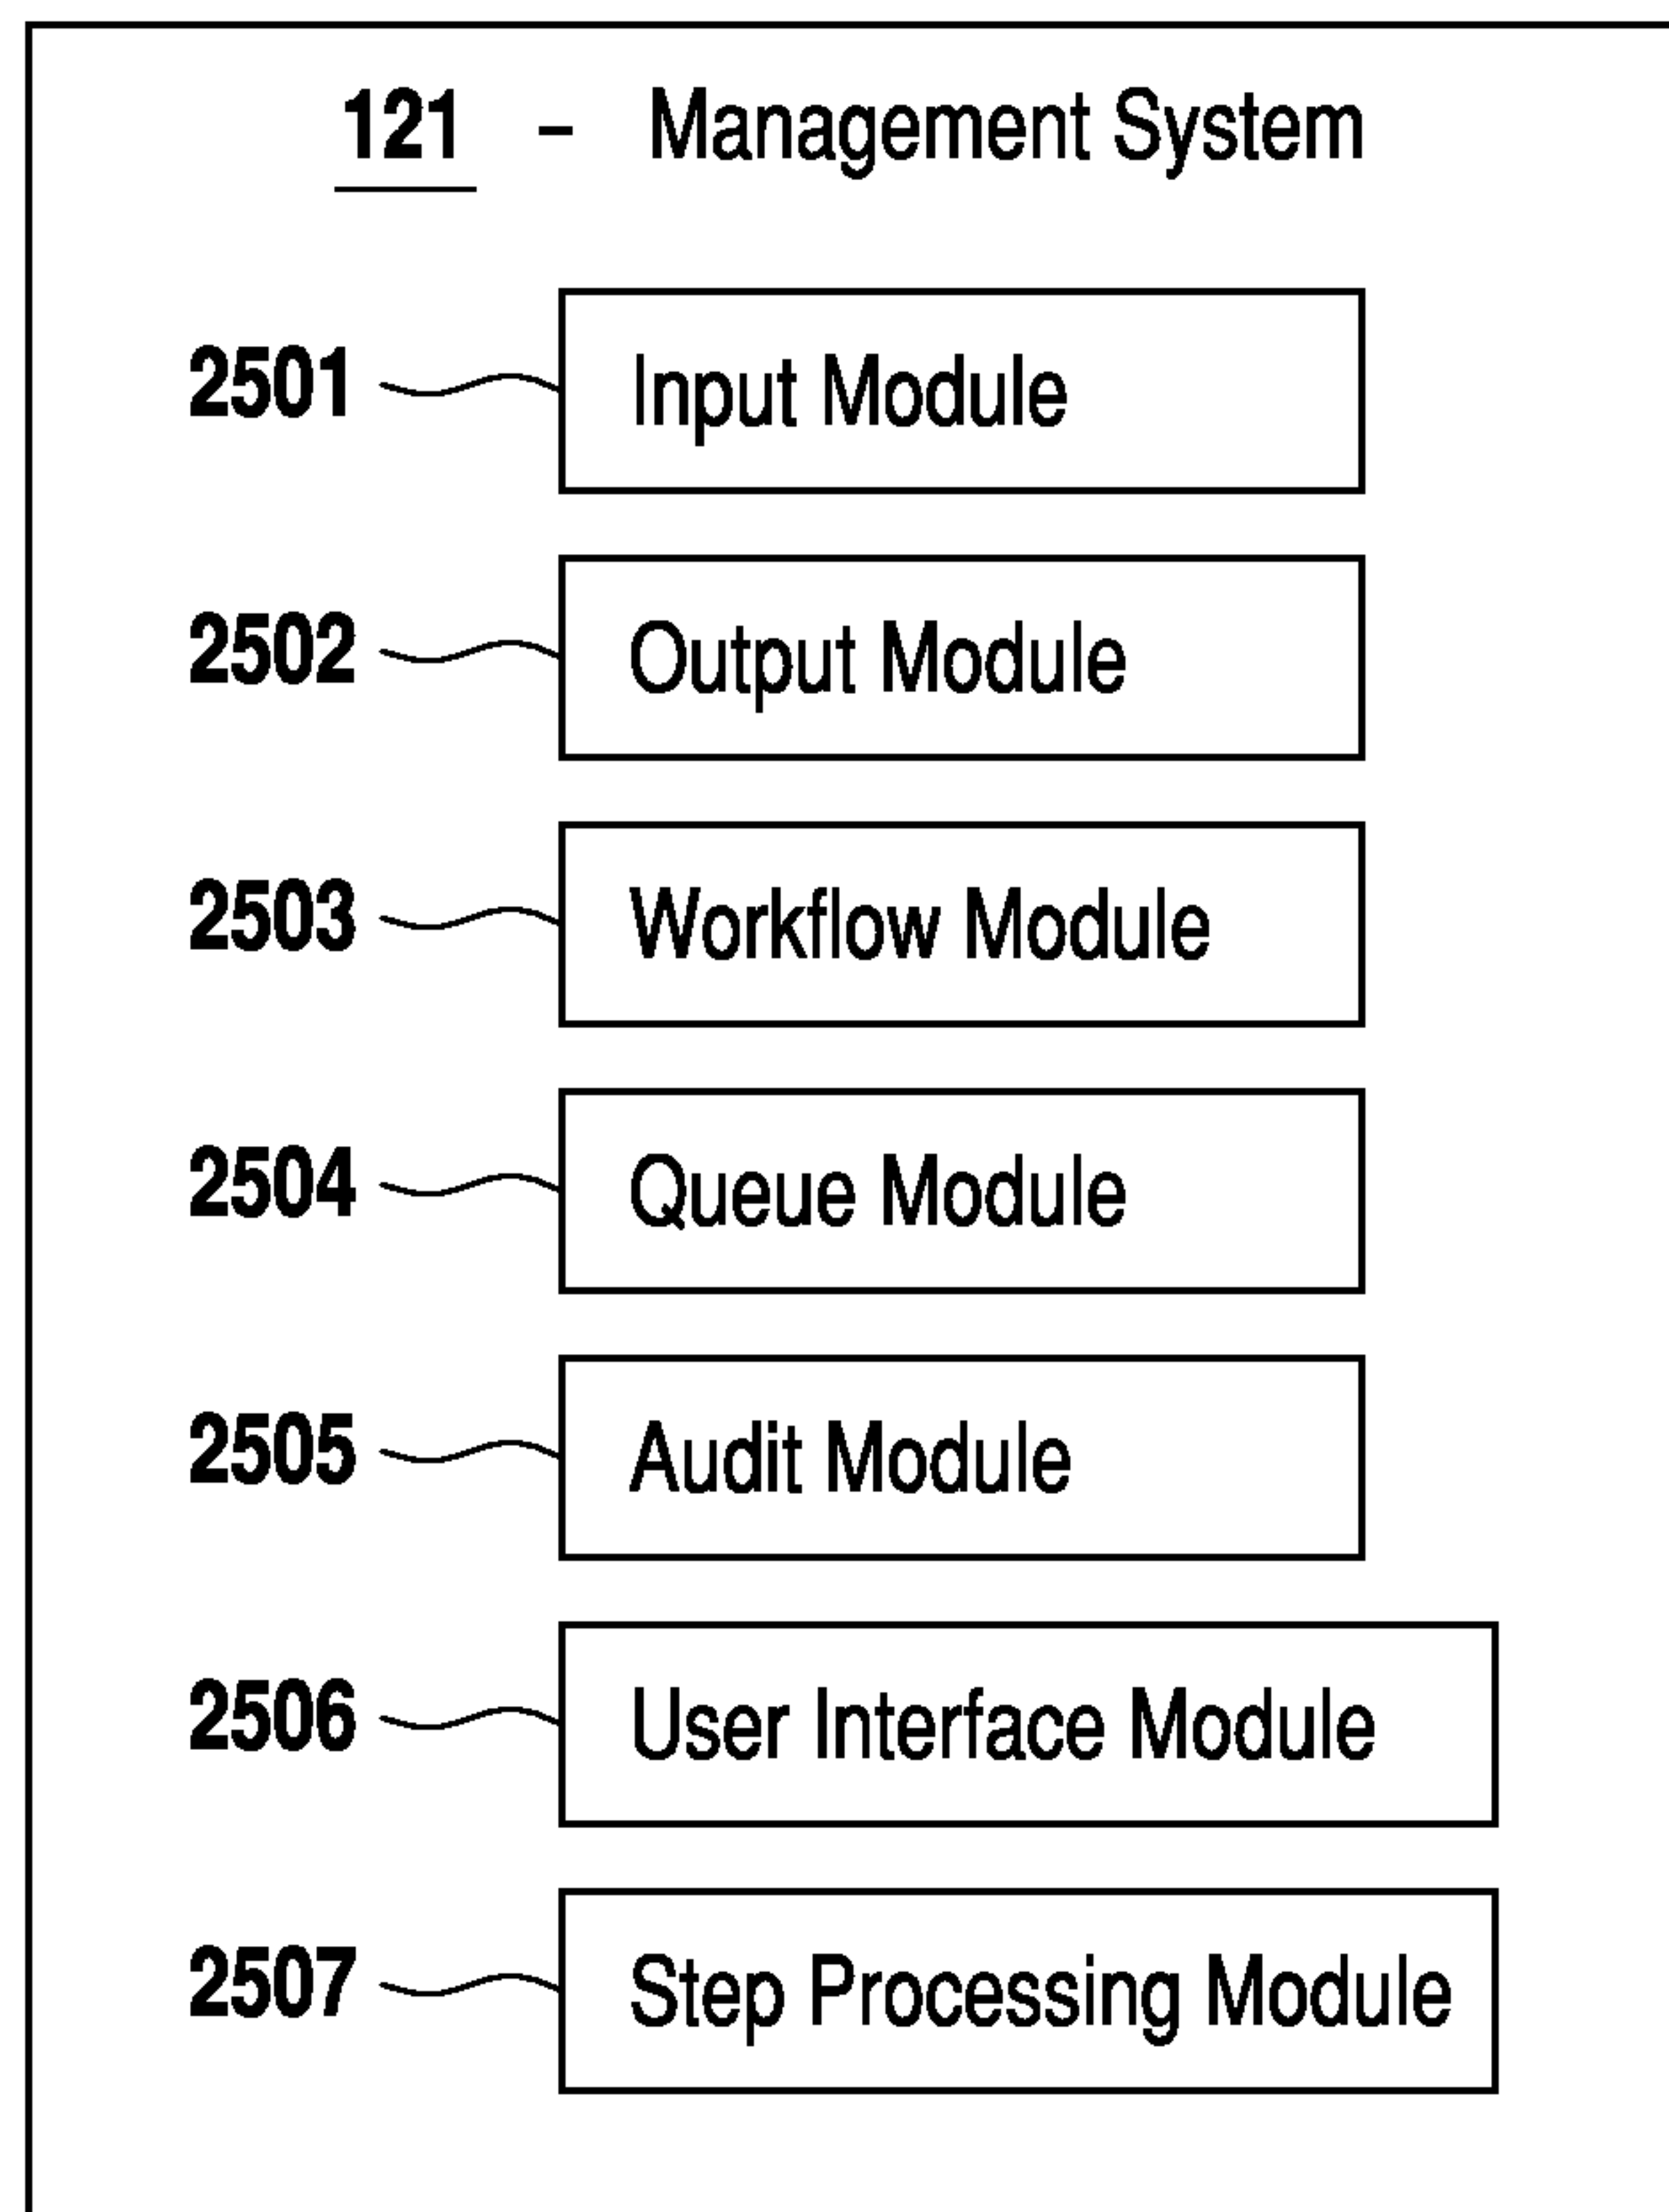 121 - Management System
2501 Input Module
2502 Output Module
2503 Workflow Module
2504 Queue Module
2505 Audit Module
2506 User Interface Module
2507 Step Processing Module